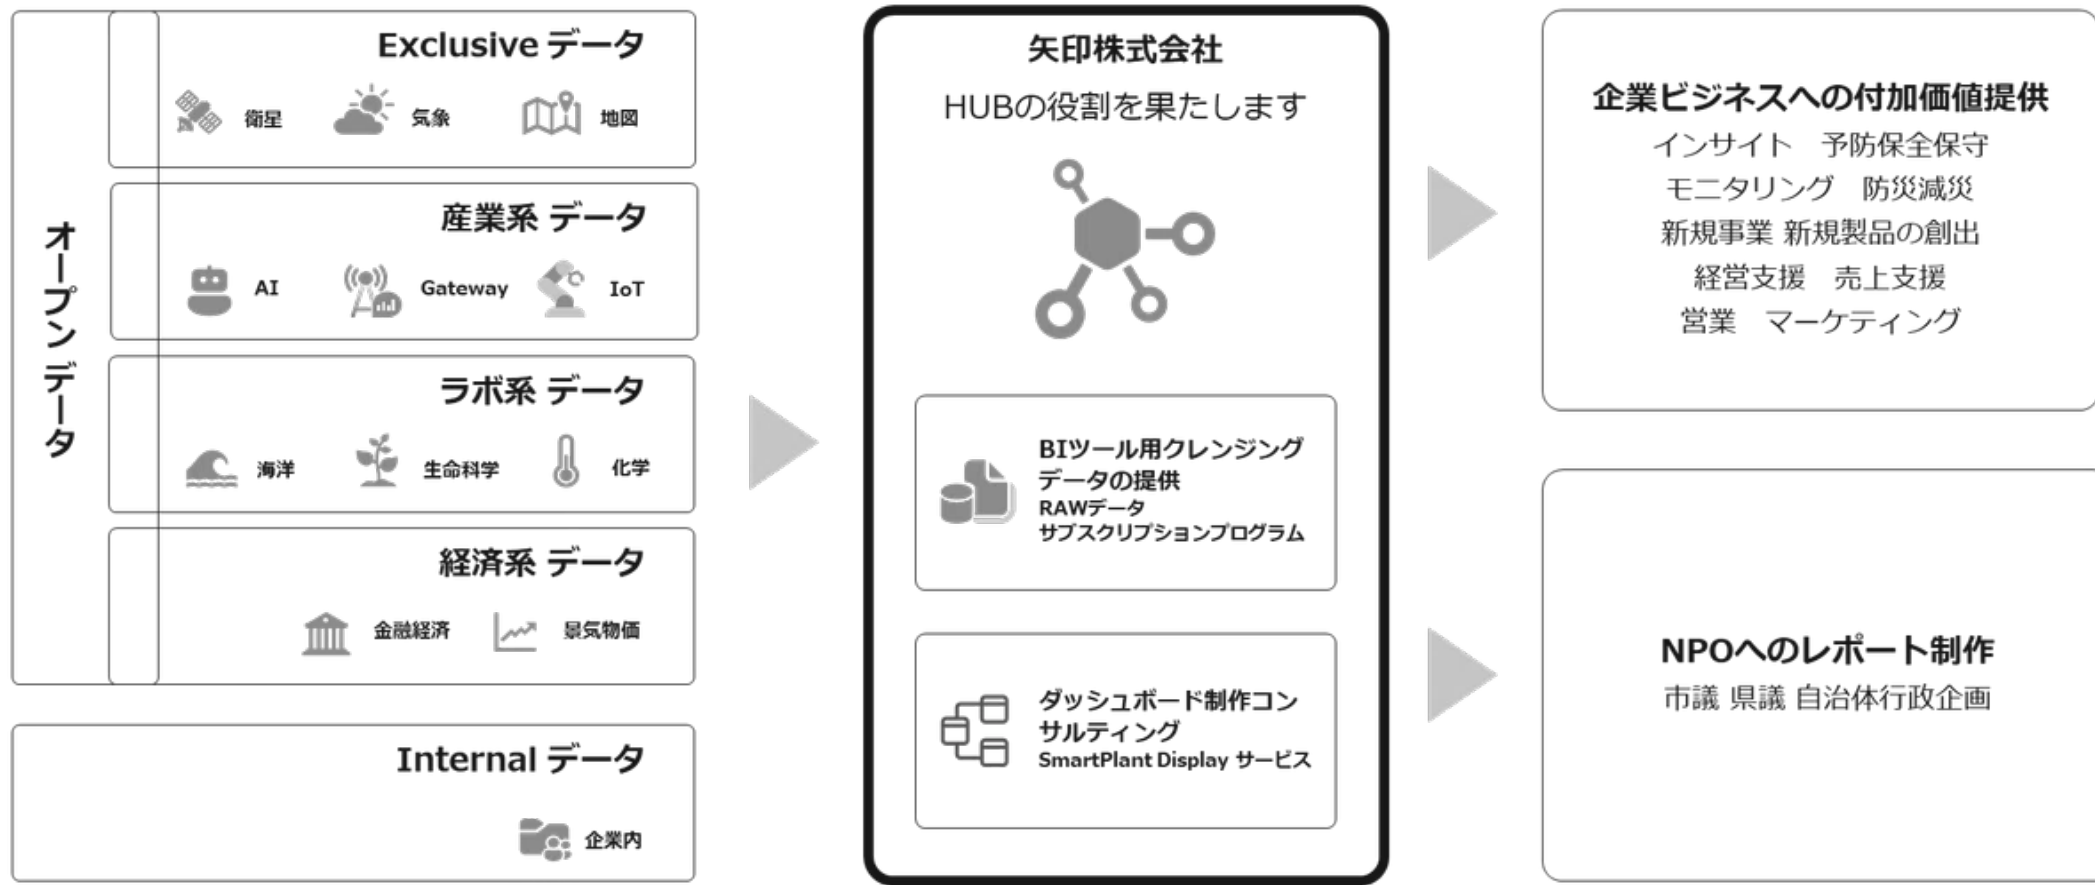 オープンデータ
Exclusive データ
衛星 気象 地図
産業系 データ
AI Gateway IoT
ラボ系 データ
海洋 生命科学 化学
経済系 データ
金融経済 景気物価
Internal データ
企業内
矢印株式会社
HUBの役割を果たします
BIツール用クレンジング
データの提供
RAWデータ
サブスクリプションプログラム
ダッシュボード制作コン
サルティング
SmartPlant Display サービス
企業ビジネスへの付加価値提供
インサイト 予防保全保守
モニタリング 防災減災
新規事業 新規製品の創出
経営支援 売上支援
営業 マーケティング
NPOへのレポート制作
市議 県議 自治体行政企画